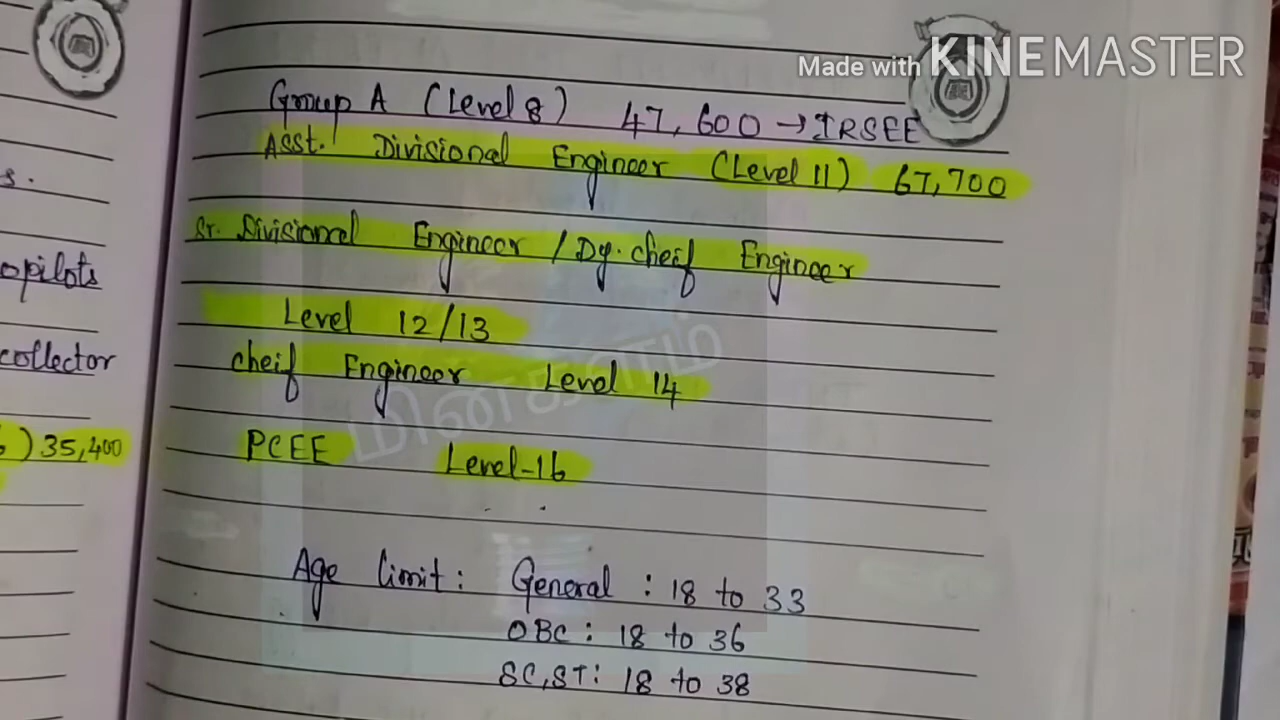 Made with KINEMASTER
s.
opilots
collector
) 35,400
Group A (Level 8) 47,600 → IRSEE
Asst. Divisional Engineer (Level 11) 67,700
Sr. Divisional Engineer / Dy. cheif Engineer
Level 12/13
cheif Engineer Level 14
PCEE Level-16
மின்களம்
Age limit: General : 18 to 33
OBC : 18 to 36
SC,ST: 18 to 38